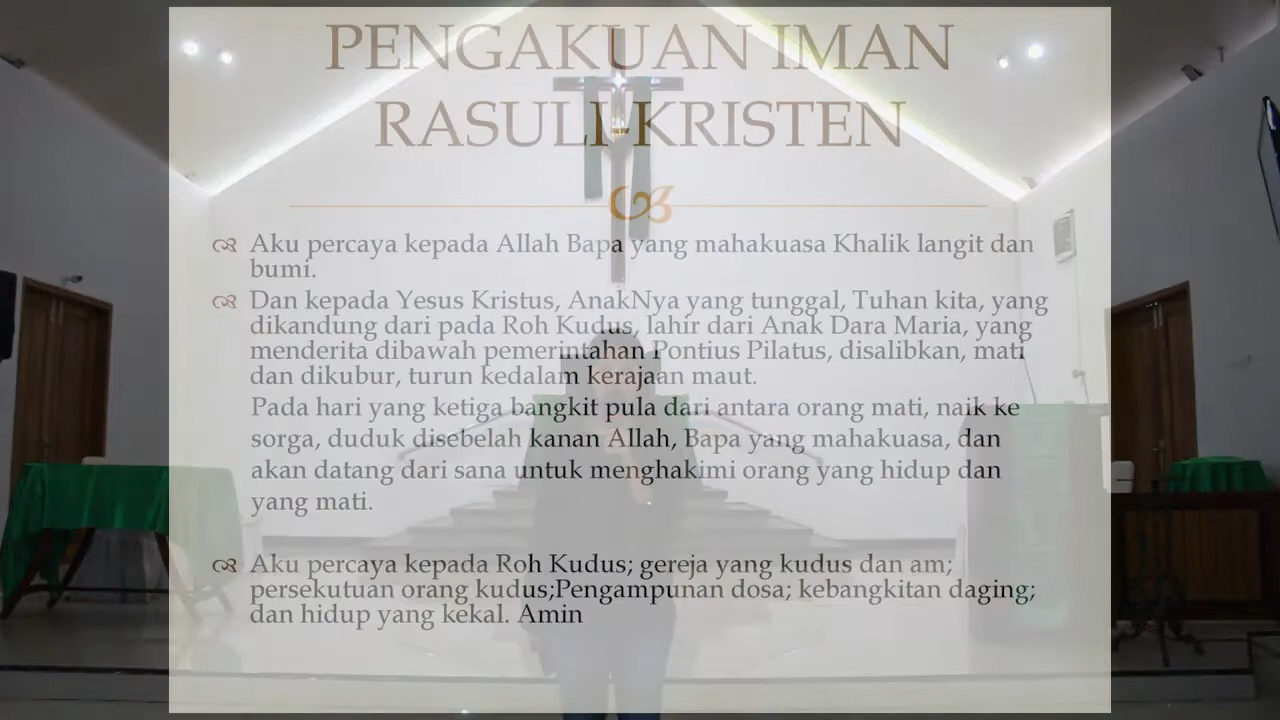 PENGAKUAN IMAN
RASULI KRISTEN
Aku percaya kepada Allah Bapa yang mahakuasa Khalik langit dan
bumi.
Dan kepada Yesus Kristus, AnakNya yang tunggal, Tuhan kita, yang
dikandung dari pada Roh Kudus, lahir dari Anak Dara Maria, yang
menderita dibawah pemerintahan Pontius Pilatus, disalibkan, mati
dan dikubur, turun kedalam kerajaan maut.
Pada hari yang ketiga bangkit pula dari antara orang mati, naik ke
sorga, duduk disebelah kanan Allah, Bapa yang mahakuasa, dan
akan datang dari sana untuk menghakimi orang yang hidup dan
yang mati.
Aku percaya kepada Roh Kudus; gereja yang kudus dan am;
persekutuan orang kudus;Pengampunan dosa; kebangkitan daging;
dan hidup yang kekal. Amin